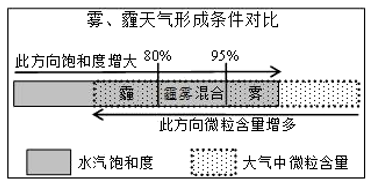 雾、霾天气形成条件对比
此方向饱和度增大
80%
95%
霾
霾雾混合
雾
此方向微粒含量增多
水汽饱和度
大气中微粒含量